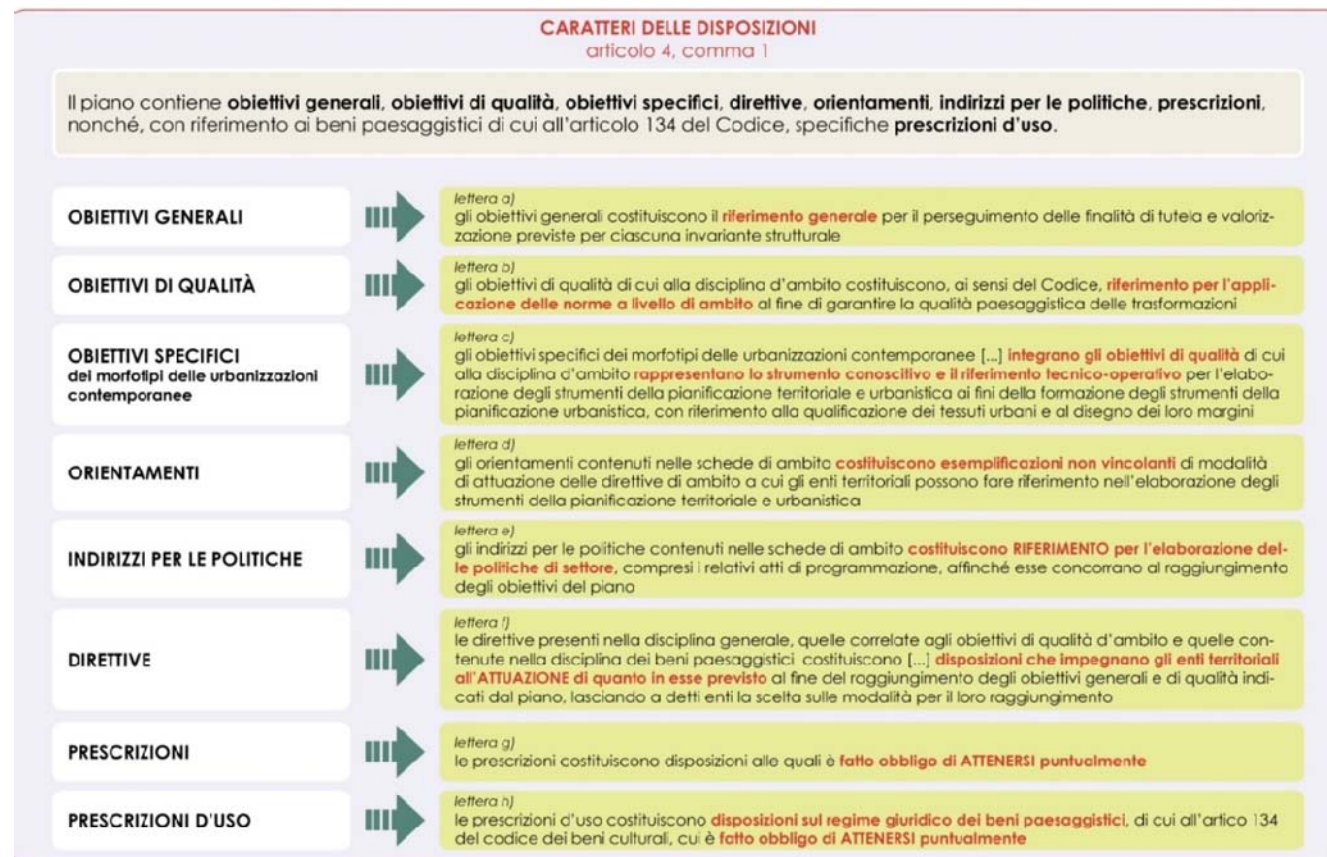 CARATTERI DELLE DISPOSIZIONI
articolo 4, comma 1
Il piano contiene obiettivi generali, obiettivi di qualità, obiettivi specifici, direttive, orientamenti, indirizzi per le politiche, prescrizioni,
nonché, con riferimento ai beni paesaggistici di cui all'articolo 134 del Codice, specifiche prescrizioni d'uso.
OBIETTIVI GENERALI
lettera a)
gli obiettivi generali costituiscono il riferimento generale per il perseguimento delle finalità di tutela e valoriz-
zazione previste per ciascuna invariante strutturale
OBIETTIVI DI QUALITÀ
lettera b)
gli obiettivi di qualità di cui alla disciplina d'ambito costituiscono, ai sensi del Codice, riferimento per l'appli-
cazione delle norme a livello di ambito al fine di garantire la qualità paesaggistica delle trasformazioni
OBIETTIVI SPECIFICI
dei morfotipi delle urbanizzazioni
contemporanee
lettera c)
gli obiettivi specifici dei morfotipi delle urbanizzazioni contemporanee [...] integrano gli obiettivi di qualità di cui
alla disciplina d'ambito rappresentano lo strumento conoscitivo e il riferimento tecnico-operativo per l'elabo-
razione degli strumenti della pianificazione territoriale e urbanistica ai fini della formazione degli strumenti della
pianificazione urbanistica, con riferimento alla qualificazione dei tessuti urbani e al disegno dei loro margini
ORIENTAMENTI
lettera d)
gli orientamenti contenuti nelle schede di ambito costituiscono esemplificazioni non vincolanti di modalità
di attuazione delle direttive di ambito a cui gli enti territoriali possono fare riferimento nell'elaborazione degli
strumenti della pianificazione territoriale e urbanistica
INDIRIZZI PER LE POLITICHE
lettera e)
gli indirizzi per le politiche contenuti nelle schede di ambito costituiscono RIFERIMENTO per l'elaborazione del-
le politiche di settore, compresi i relativi atti di programmazione, affinché esse concorrano al raggiungimento
degli obiettivi del piano
DIRETTIVE
lettera f)
le direttive presenti nella disciplina generale, quelle correlate agli obiettivi di qualità d'ambito e quelle con-
tenute nella disciplina dei beni paesaggistici costituiscono [...] disposizioni che impegnano gli enti territoriali
all'ATTUAZIONE di quanto in esse previsto al fine del raggiungimento degli obiettivi generali e di qualità indi-
cati dal piano, lasciando a detti enti la scelta sulle modalità per il loro raggiungimento
PRESCRIZIONI
lettera g)
le prescrizioni costituiscono disposizioni alle quali è fatto obbligo di ATTENERSI puntualmente
PRESCRIZIONI D'USO
lettera h)
le prescrizioni d'uso costituiscono disposizioni sul regime giuridico dei beni paesaggistici, di cui all'artico 134
del codice dei beni culturali, cui è fatto obbligo di ATTENERSI puntualmente